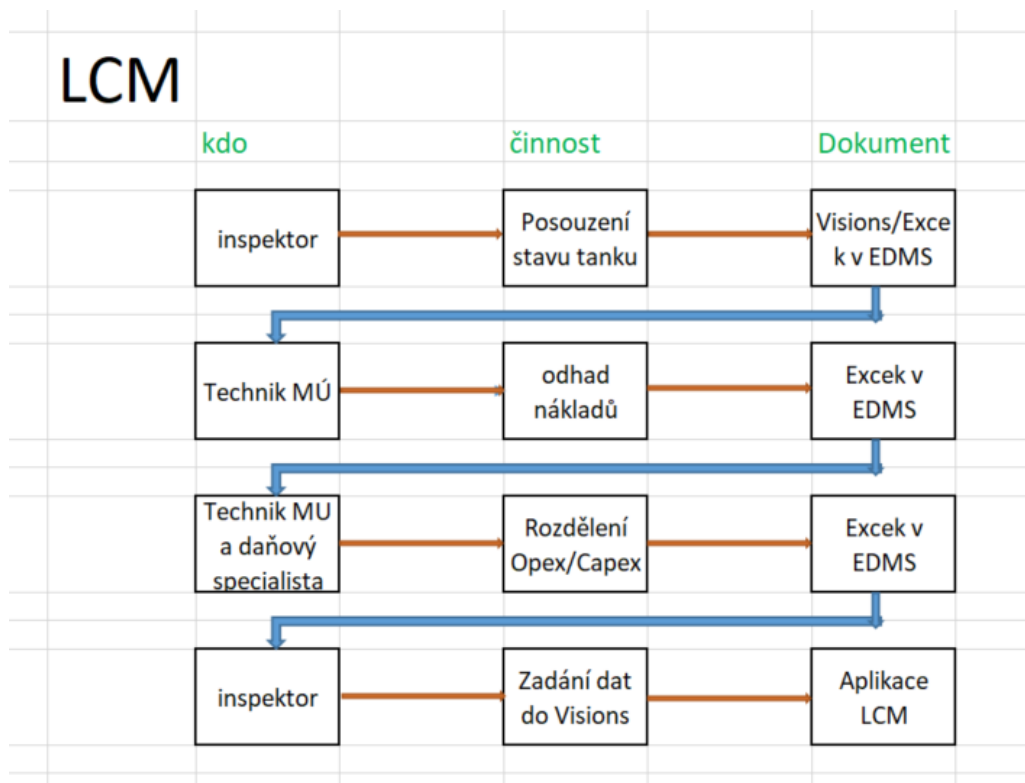 LCM
kdo
činnost
Dokument
inspektor
Posouzení
stavu tanku
Visions/Exce
k v EDMS
Technik MÚ
odhad
nákladů
Excek v
EDMS
Technik MU
a daňový
specialista
Rozdělení
Opex/Capex
Excek v
EDMS
inspektor
Zadání dat
do Visions
Aplikace
LCM